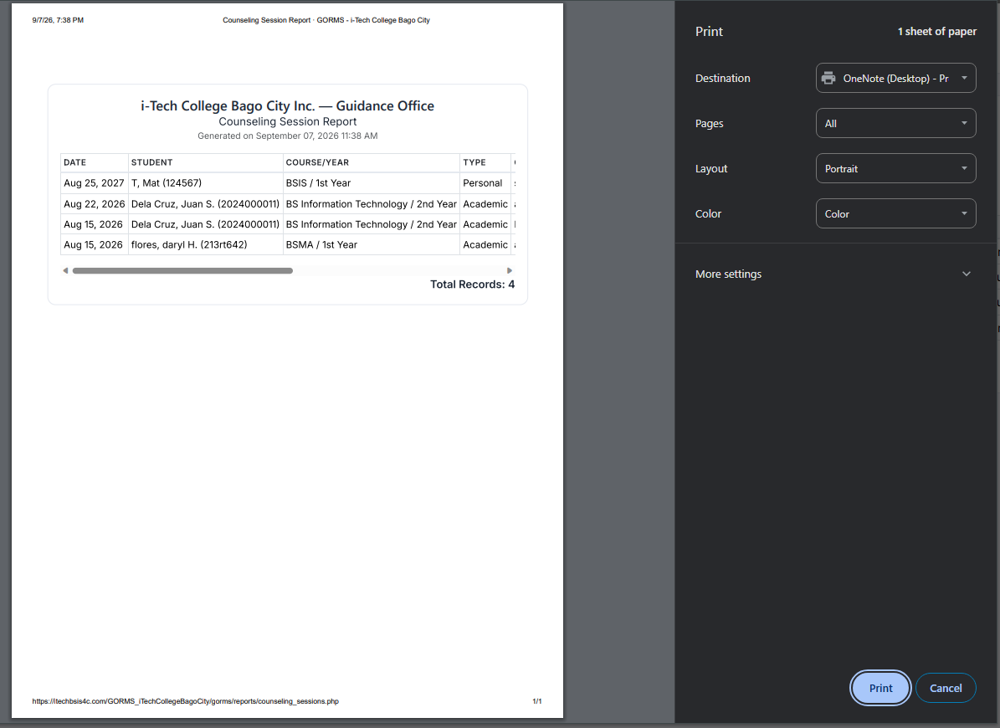 9/7/26, 7:38 PM Counseling Session Report · GORMS - i-Tech College Bago City
i-Tech College Bago City Inc. — Guidance Office
Counseling Session Report
Generated on September 07, 2026 11:38 AM
DATE STUDENT COURSE/YEAR TYPE
Aug 25, 2027 T, Mat (124567) BSIS / 1st Year Personal
Aug 22, 2026 Dela Cruz, Juan S. (2024000011) BS Information Technology / 2nd Year Academic
Aug 15, 2026 Dela Cruz, Juan S. (2024000011) BS Information Technology / 2nd Year Academic
Aug 15, 2026 flores, daryl H. (213rt642) BSMA / 1st Year Academic
Total Records: 4
https://itechbsis4c.com/GORMS_iTechCollegeBagoCity/gorms/reports/counseling_sessions.php 1/1
Print 1 sheet of paper
Destination OneNote (Desktop) - Pr
Pages All
Layout Portrait
Color Color
More settings
Print Cancel